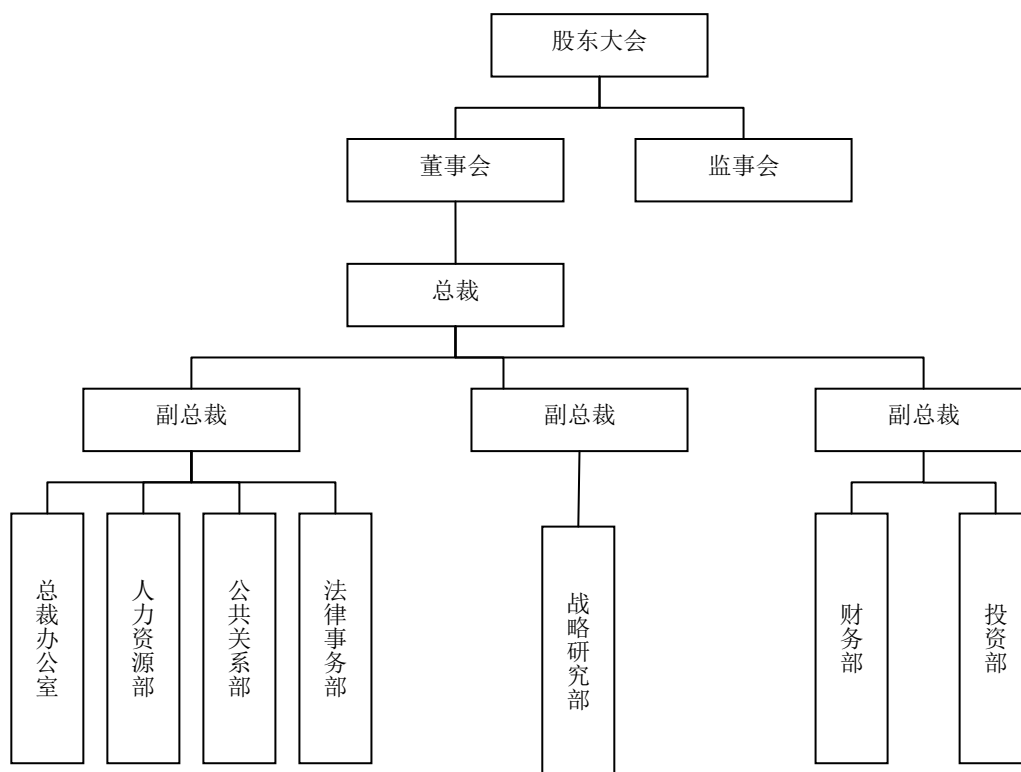 股东大会
董事会
监事会
总裁
副总裁
副总裁
副总裁
总裁办公室
人力资源部
公共关系部
法律事务部
战略研究部
财务部
投资部